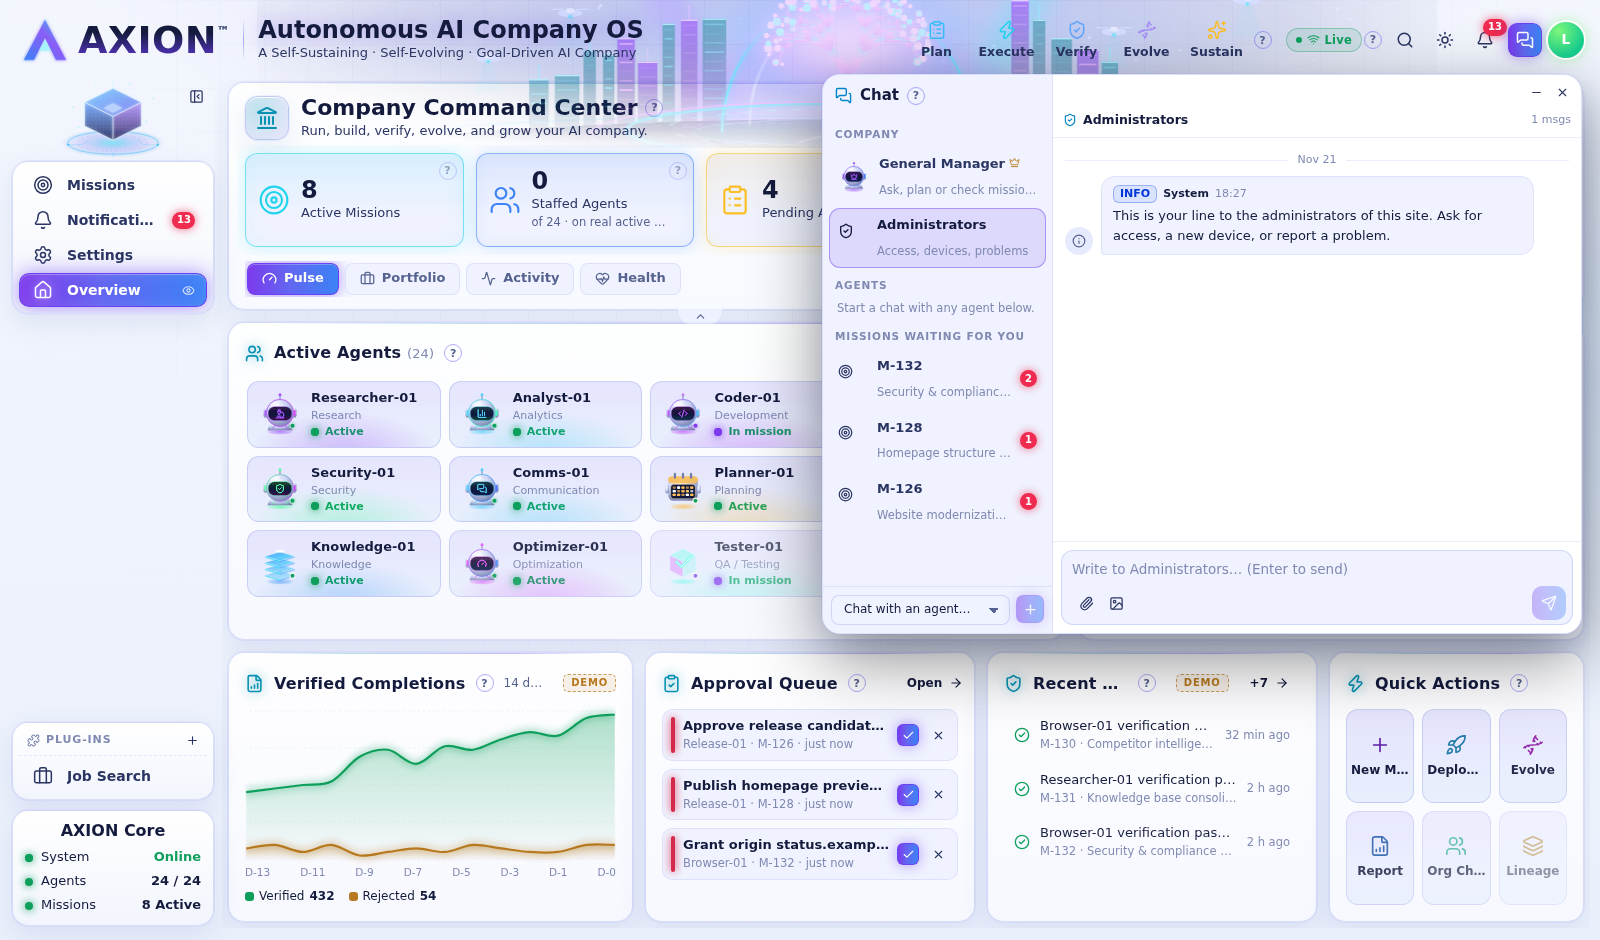 AXION™
Autonomous AI Company OS
A Self-Sustaining · Self-Evolving · Goal-Driven AI Company
Plan
Execute
Verify
Evolve
Sustain
?
Live
?
13
L
Missions
Notificati...
13
Settings
Overview
PLUG-INS
+
Job Search
AXION Core
System
Online
Agents
24 / 24
Missions
8 Active
Company Command Center ?
Run, build, verify, evolve, and grow your AI company.
8
Active Missions
?
0
Staffed Agents
of 24 · on real active ...
?
4
Pending A
Pulse
Portfolio
Activity
Health
Active Agents (24) ?
Researcher-01
Research
Active
Analyst-01
Analytics
Active
Coder-01
Development
In mission
Security-01
Security
Active
Comms-01
Communication
Active
Planner-01
Planning
Active
Knowledge-01
Knowledge
Active
Optimizer-01
Optimization
Active
Tester-01
QA / Testing
In mission
Chat ?
COMPANY
General Manager
Ask, plan or check missio...
Administrators
Access, devices, problems
AGENTS
Start a chat with any agent below.
MISSIONS WAITING FOR YOU
M-132
Security & complianc...
2
M-128
Homepage structure ...
1
M-126
Website modernizati...
1
Chat with an agent...
+
Administrators
1 msgs
Nov 21
INFO System 18:27
This is your line to the administrators of this site. Ask for
access, a new device, or report a problem.
Write to Administrators... (Enter to send)
Verified Completions ? 14 d... DEMO
D-13 D-11 D-9 D-7 D-5 D-3 D-1 D-0
Verified 432 Rejected 54
Approval Queue ? Open →
Approve release candidat...
Release-01 · M-126 · just now
Publish homepage previe...
Release-01 · M-128 · just now
Grant origin status.examp...
Browser-01 · M-132 · just now
Recent ... ? DEMO +7 →
Browser-01 verification ...
M-130 · Competitor intellige...
32 min ago
Researcher-01 verification p...
M-131 · Knowledge base consoli...
2 h ago
Browser-01 verification pas...
M-132 · Security & compliance ...
2 h ago
Quick Actions ?
New M...
Deplo...
Evolve
Report
Org Ch...
Lineage